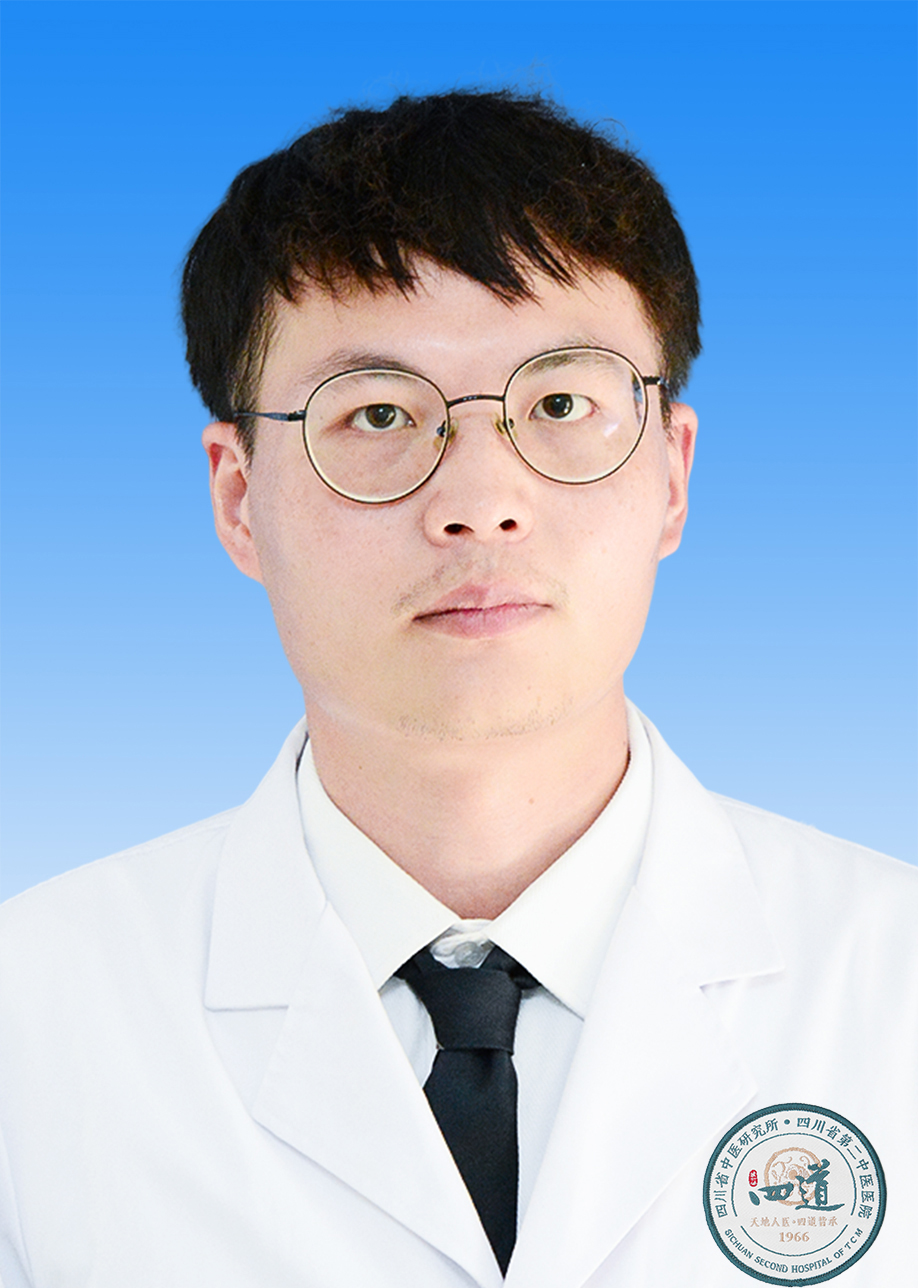 四川省中医研究所•四川省第二中医医院
四道
天地人医•四道皆承
1966
SICHUAN SECOND HOSPITAL OF TCM